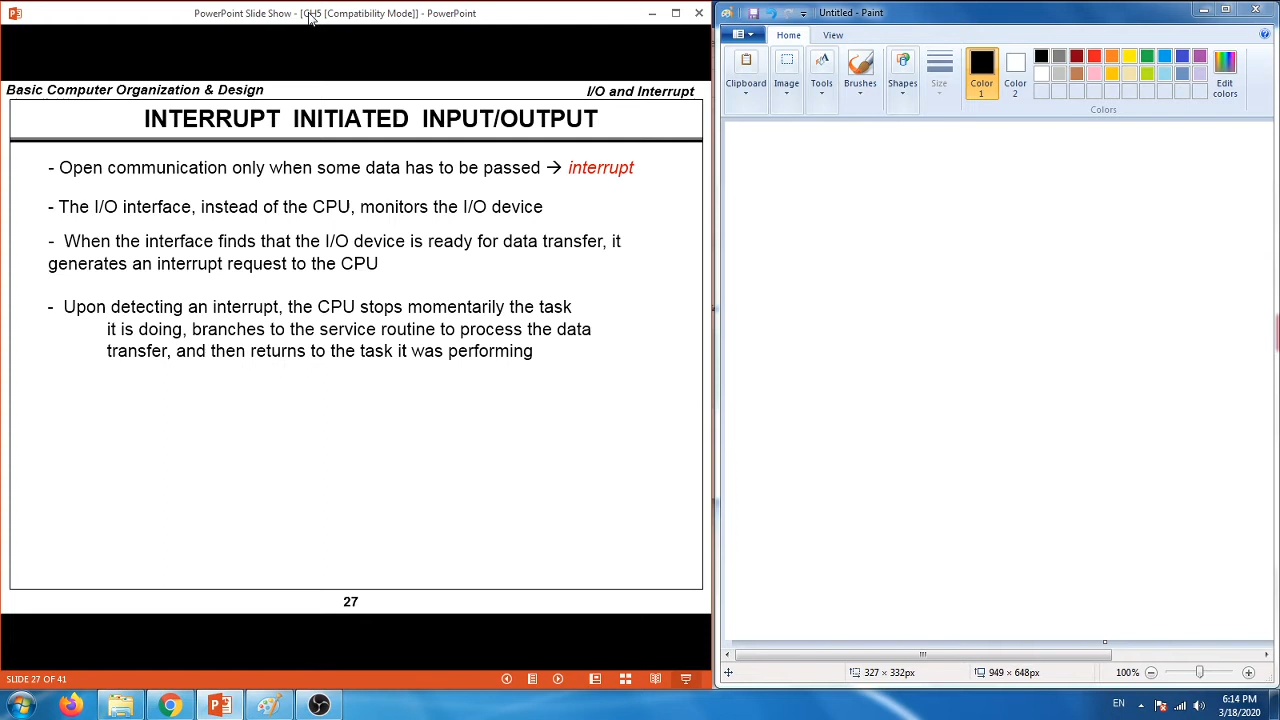 PowerPoint Slide Show - [CH5 [Compatibility Mode]] - PowerPoint
Untitled - Paint
Home
View
Clipboard
Image
Tools
Brushes
Shapes
Size
Color 1
Color 2
Edit colors
Colors
Basic Computer Organization & Design
I/O and Interrupt
INTERRUPT INITIATED INPUT/OUTPUT
- Open communication only when some data has to be passed → interrupt
- The I/O interface, instead of the CPU, monitors the I/O device
- When the interface finds that the I/O device is ready for data transfer, it
generates an interrupt request to the CPU
- Upon detecting an interrupt, the CPU stops momentarily the task
it is doing, branches to the service routine to process the data
transfer, and then returns to the task it was performing
27
SLIDE 27 OF 41
327 × 332px
949 × 648px
100%
EN
6:14 PM
3/18/2020